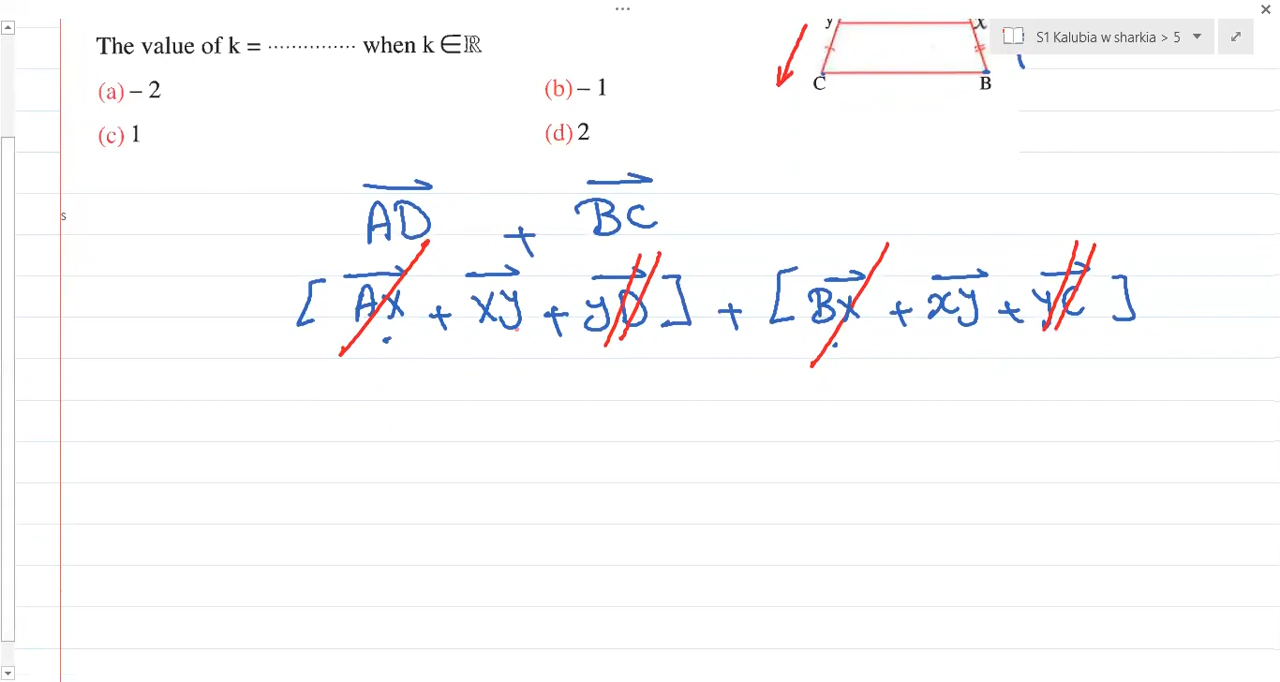 y x
S1 Kalubia w sharkia > 5
The value of k = ............... when k ∈ ℝ
C B
(a) – 2 (b) – 1
(c) 1 (d) 2
s
AD + BC
[ AX + XY + YD ] + [ BX + XY + YC ]